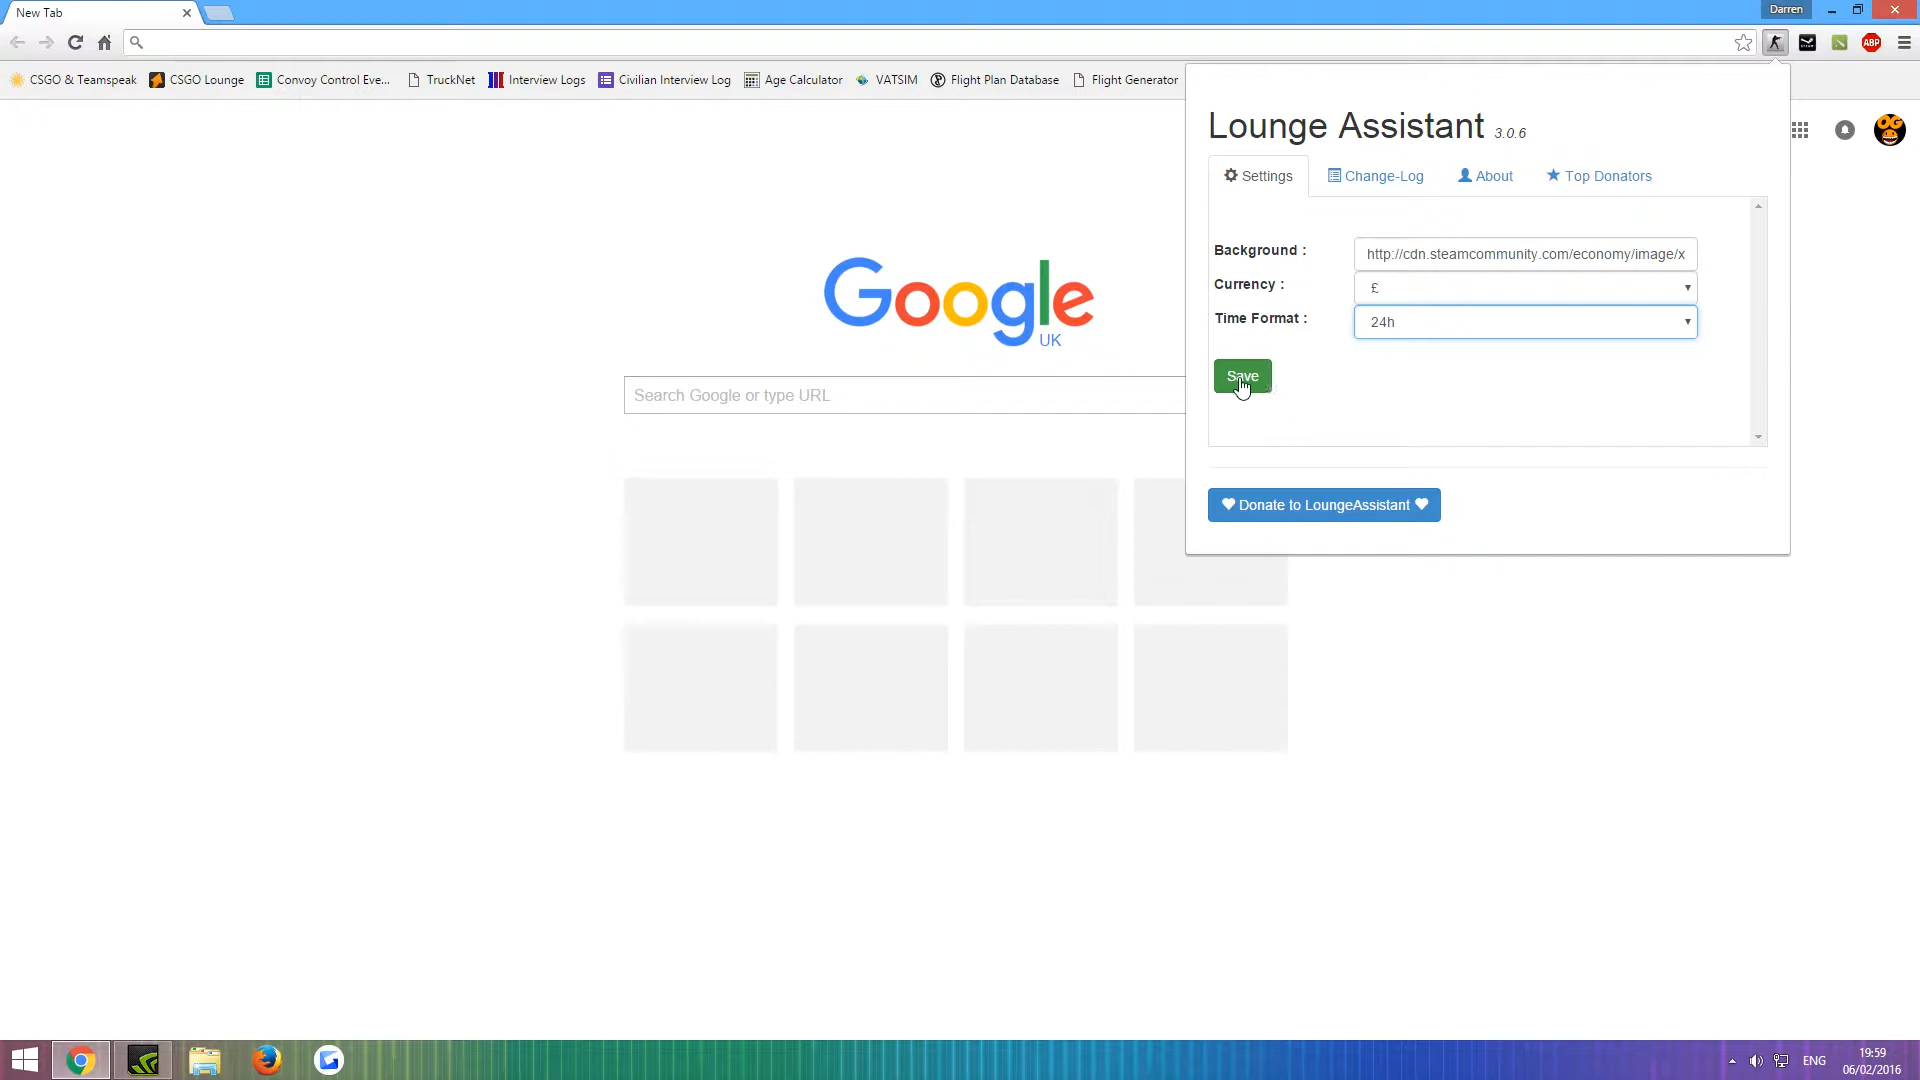 New Tab
Darren
CSGO & Teamspeak
CSGO Lounge
Convoy Control Eve...
TruckNet
Interview Logs
Civilian Interview Log
Age Calculator
VATSIM
Flight Plan Database
Flight Generator
ABP
Lounge Assistant 3.0.6
Settings
Change-Log
About
Top Donators
Background :
http://cdn.steamcommunity.com/economy/image/x
Currency :
£
Time Format :
24h
Save
Donate to LoungeAssistant
OG
Google
UK
Search Google or type URL
ENG
19:59
06/02/2016